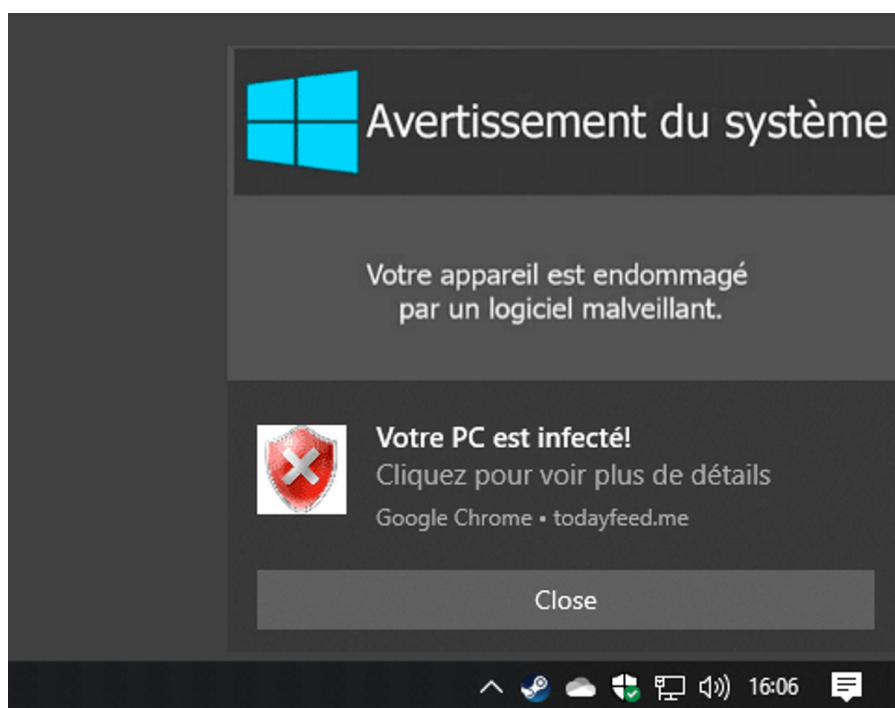 Avertissement du système
Votre appareil est endommagé
par un logiciel malveillant.
Votre PC est infecté!
Cliquez pour voir plus de détails
Google Chrome • todayfeed.me
Close
16:06